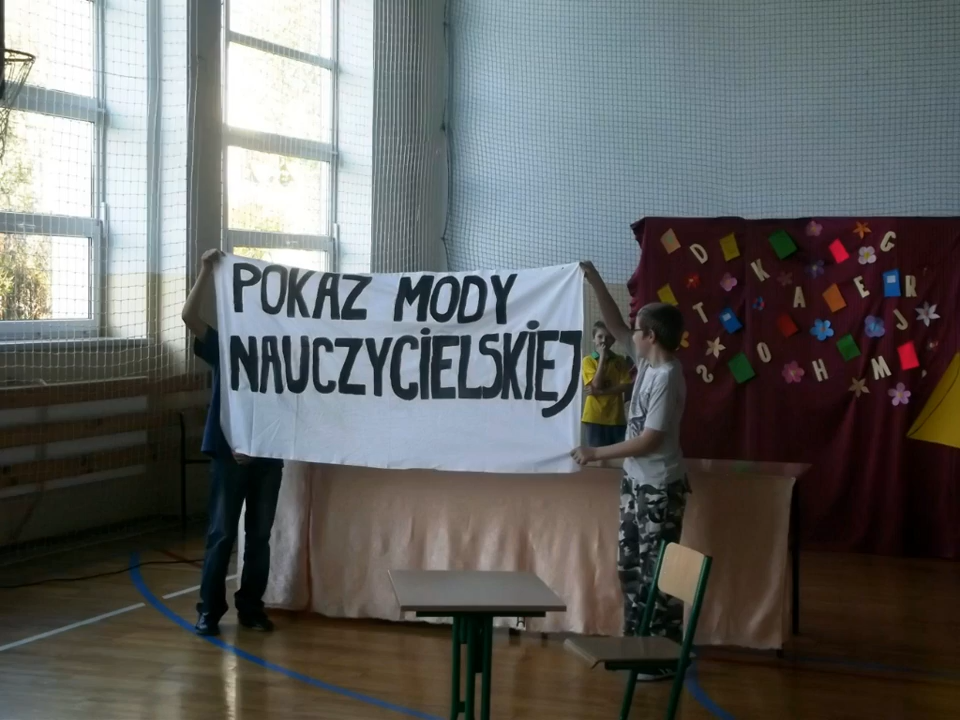 POKAZ MODY
NAUCZYCIELSKIEJ
D G
K
A E R
T J
S O H M